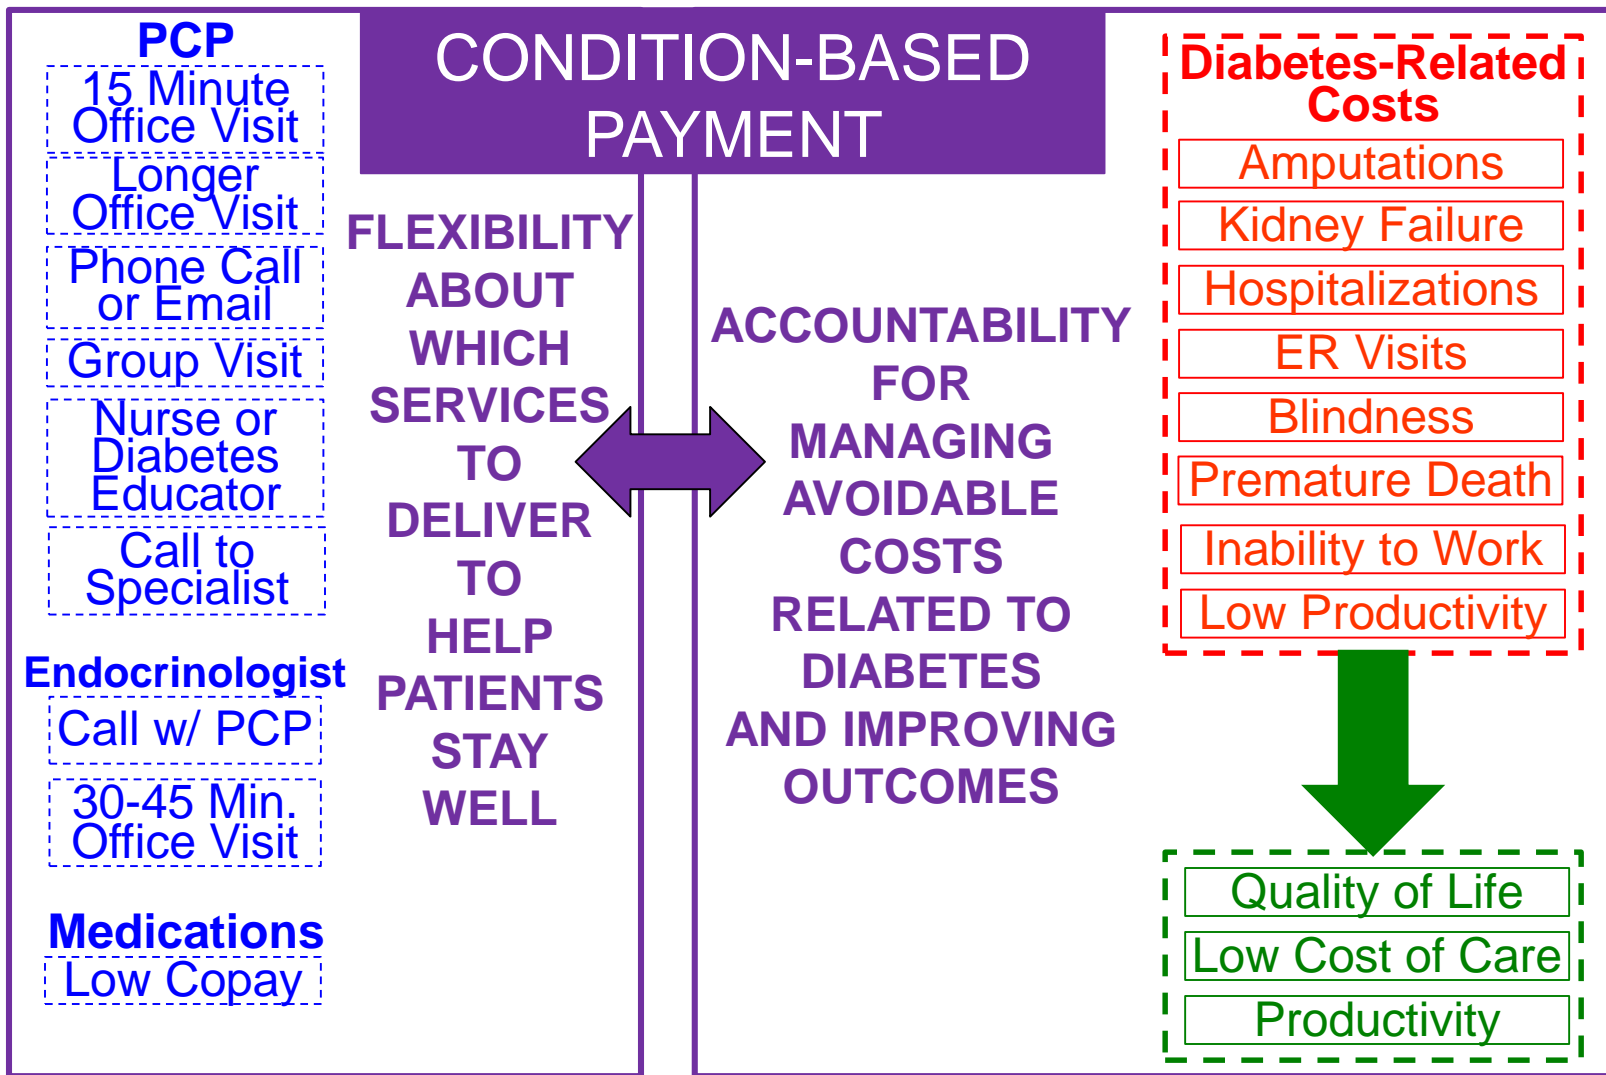 PCP
15 Minute
Office Visit
Longer
Office Visit
Phone Call
or Email
Group Visit
Nurse or
Diabetes
Educator
Call to
Specialist
Endocrinologist
Call w/ PCP
30-45 Min.
Office Visit
Medications
Low Copay
CONDITION-BASED
PAYMENT
FLEXIBILITY
ABOUT
WHICH
SERVICES
TO
DELIVER
TO
HELP
PATIENTS
STAY
WELL
ACCOUNTABILITY
FOR
MANAGING
AVOIDABLE
COSTS
RELATED TO
DIABETES
AND IMPROVING
OUTCOMES
Diabetes-Related
Costs
Amputations
Kidney Failure
Hospitalizations
ER Visits
Blindness
Premature Death
Inability to Work
Low Productivity
Quality of Life
Low Cost of Care
Productivity